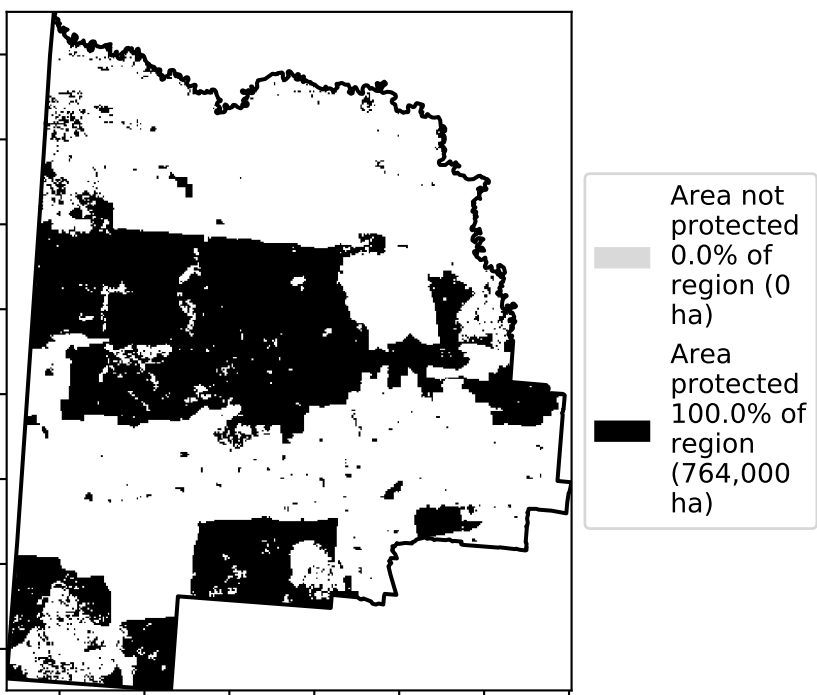 Area not
protected
0.0% of
region (0
ha)
Area
protected
100.0% of
region
(764,000
ha)